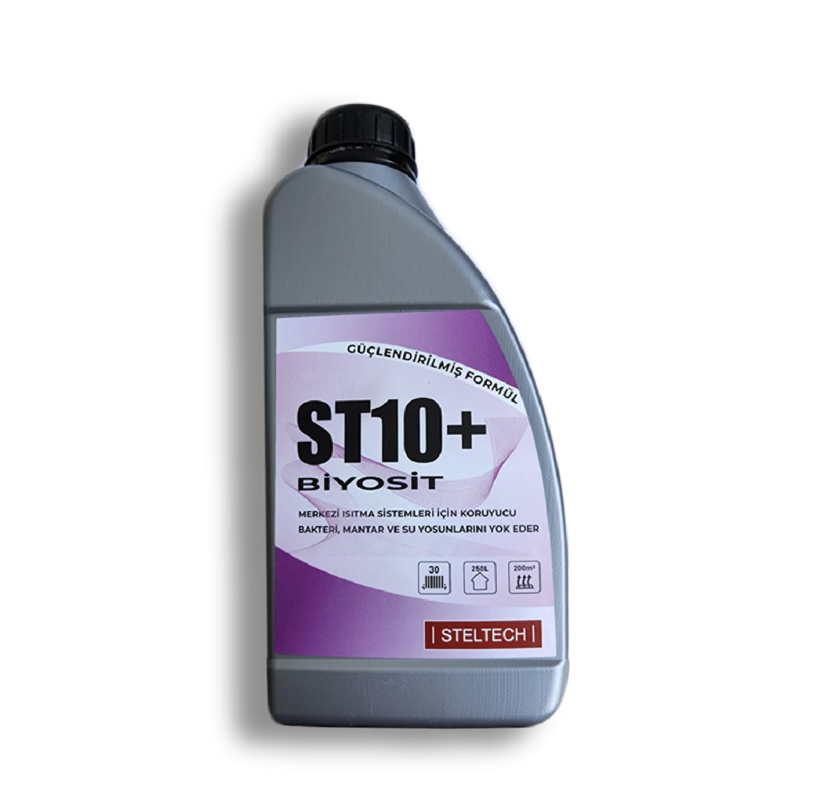 GÜÇLENDİRİLMİŞ FORMÜL
ST10+
BİYOSİT
MERKEZİ ISITMA SİSTEMLERİ İÇİN KORUYUCU
BAKTERİ, MANTAR VE SU YOSUNLARINI YOK EDER
30 250L 200m²
| STELTECH |